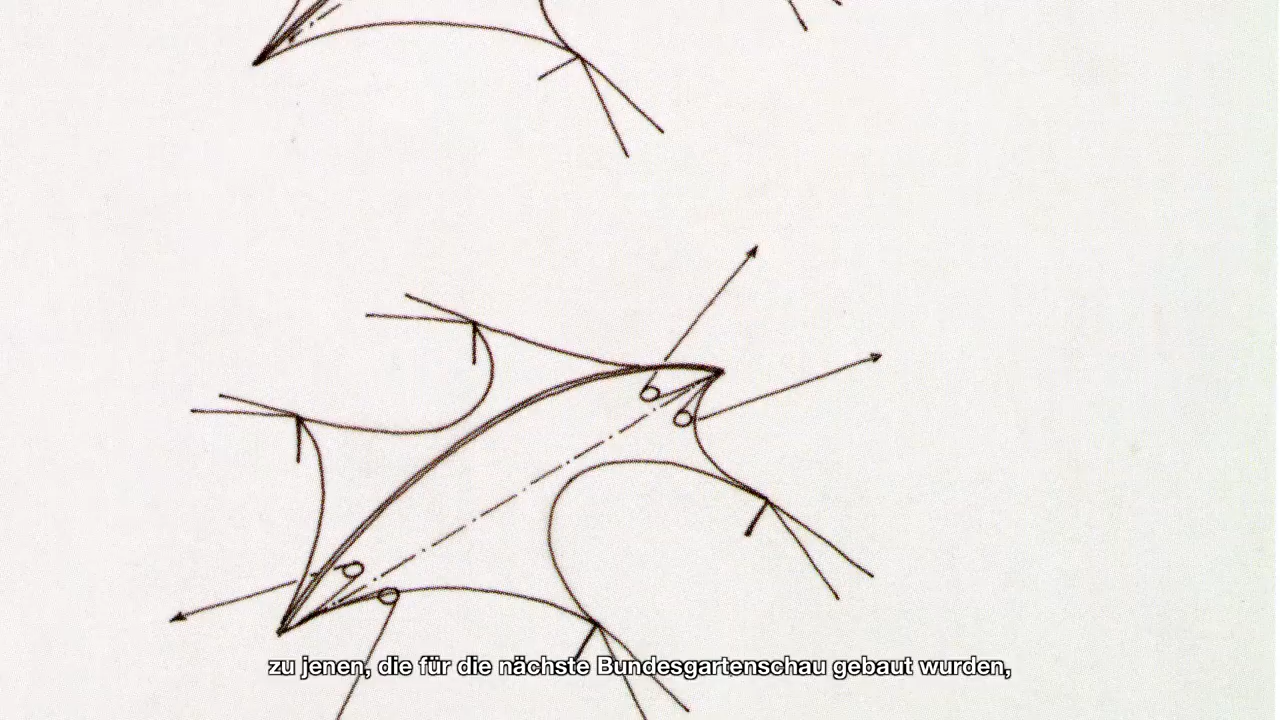 zu jenen, die für die nächste Bundesgartenschau gebaut wurden,